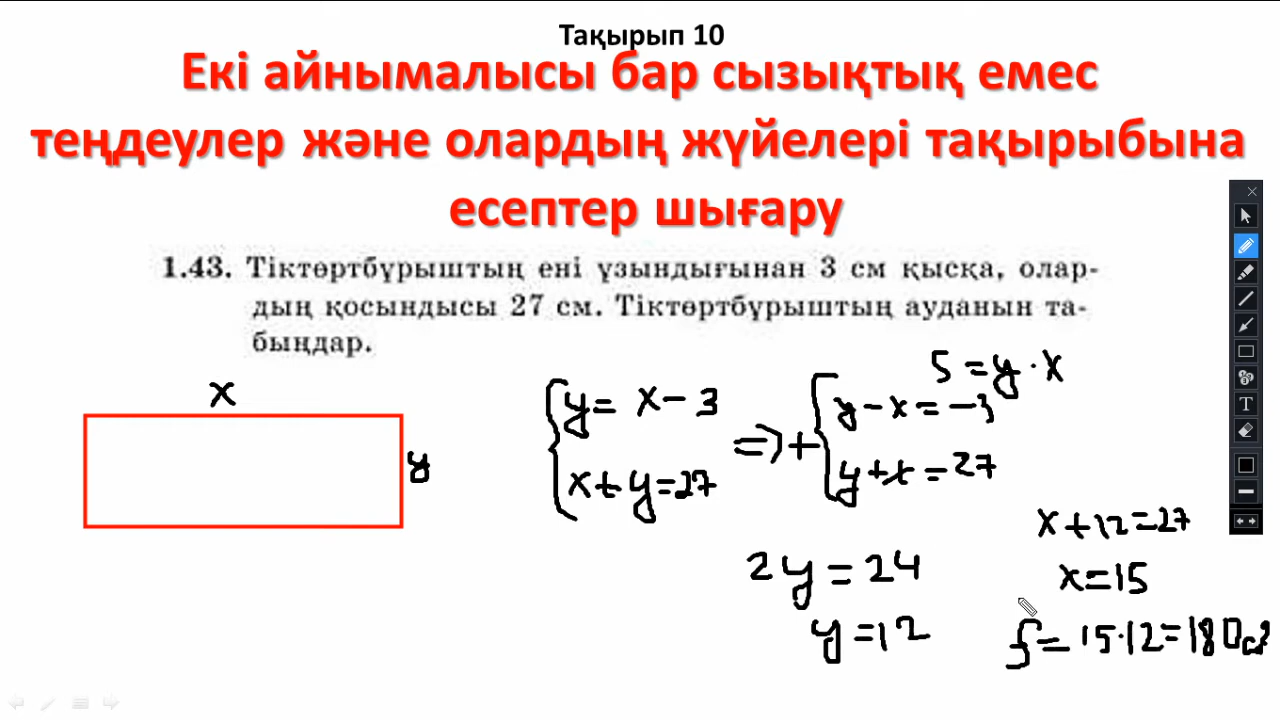 Тақырып 10
Екі айнымалысы бар сызықтық емес
теңдеулер және олардың жүйелері тақырыбына
есептер шығару
1.43. Тіктөртбұрыштың ені ұзындығынан 3 см қысқа, олар-
дың қосындысы 27 см. Тіктөртбұрыштың ауданын та-
быңдар.
x
y
y = x - 3
x + y = 27
=> +
S = y · x
y - x = -3
y + x = 27
2y = 24
y = 12
x + 12 = 27
x = 15
S = 15 · 12 = 180
T